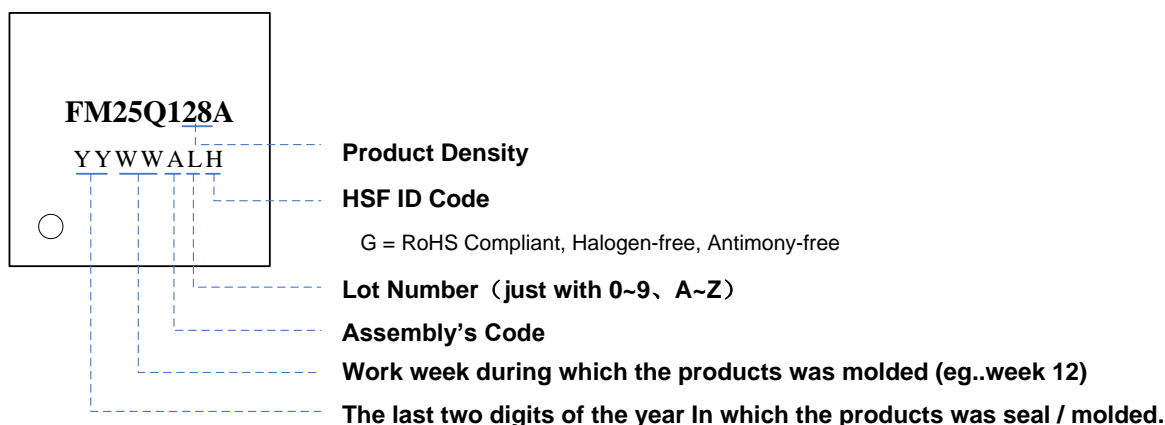 FM25Q128A
YYWWALH
Product Density
HSF ID Code
G = RoHS Compliant, Halogen-free, Antimony-free
Lot Number（just with 0~9、A~Z）
Assembly's Code
Work week during which the products was molded (eg..week 12)
The last two digits of the year In which the products was seal / molded.